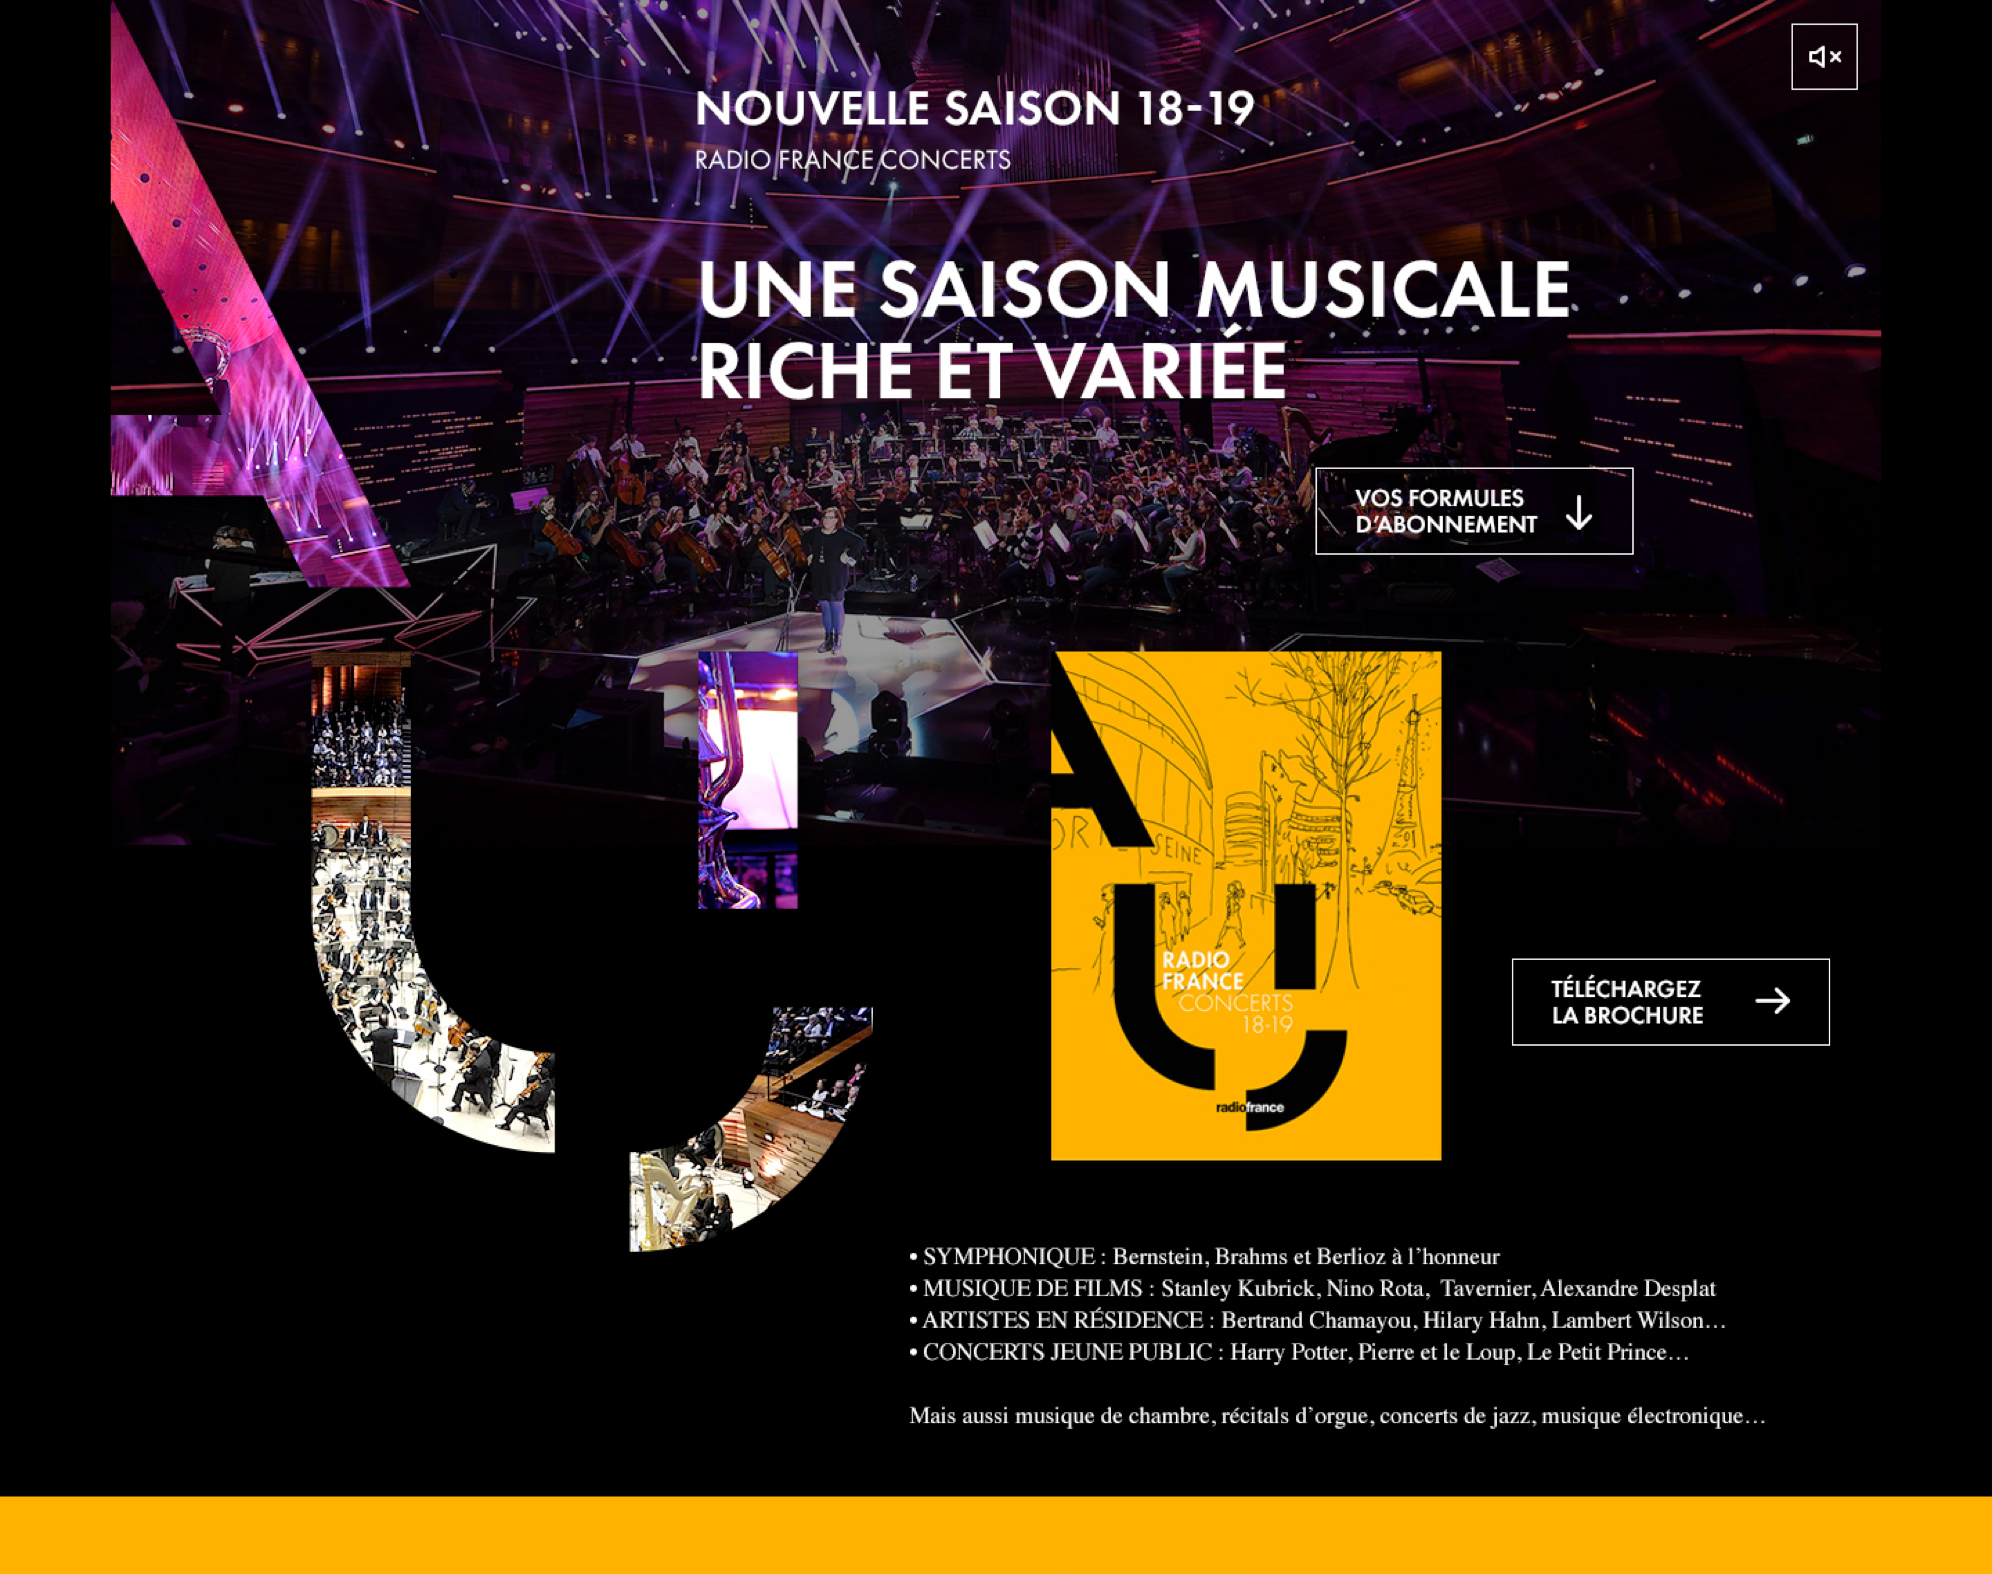 NOUVELLE SAISON 18-19
RADIO FRANCE CONCERTS
UNE SAISON MUSICALE
RICHE ET VARIÉE
VOS FORMULES
D'ABONNEMENT
SEINE
RADIO
FRANCE
CONCERTS
18-19
radiofrance
TÉLÉCHARGEZ
LA BROCHURE
• SYMPHONIQUE : Bernstein, Brahms et Berlioz à l’honneur
• MUSIQUE DE FILMS : Stanley Kubrick, Nino Rota, Tavernier, Alexandre Desplat
• ARTISTES EN RÉSIDENCE : Bertrand Chamayou, Hilary Hahn, Lambert Wilson…
• CONCERTS JEUNE PUBLIC : Harry Potter, Pierre et le Loup, Le Petit Prince…
Mais aussi musique de chambre, récitals d’orgue, concerts de jazz, musique électronique…